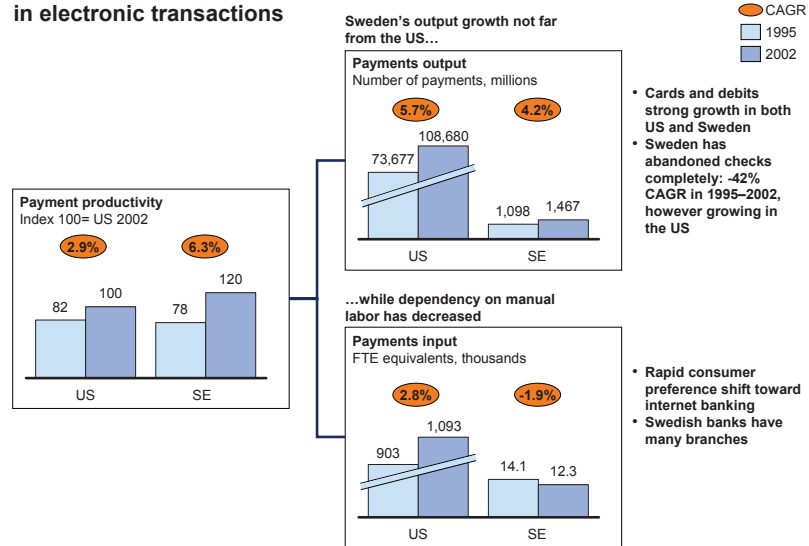 in electronic transactions
CAGR
1995
2002
Sweden's output growth not far
from the US…
Payments output
Number of payments, millions
5.7%
4.2%
108,680
73,677
1,098
1,467
US
SE
• Cards and debits
strong growth in both
US and Sweden
• Sweden has
abandoned checks
completely: -42%
CAGR in 1995–2002,
however growing in
the US
Payment productivity
Index 100= US 2002
2.9%
6.3%
82
100
78
120
US
SE
…while dependency on manual
labor has decreased
Payments input
FTE equivalents, thousands
2.8%
-1.9%
903
1,093
14.1
12.3
US
SE
• Rapid consumer
preference shift toward
internet banking
• Swedish banks have
many branches